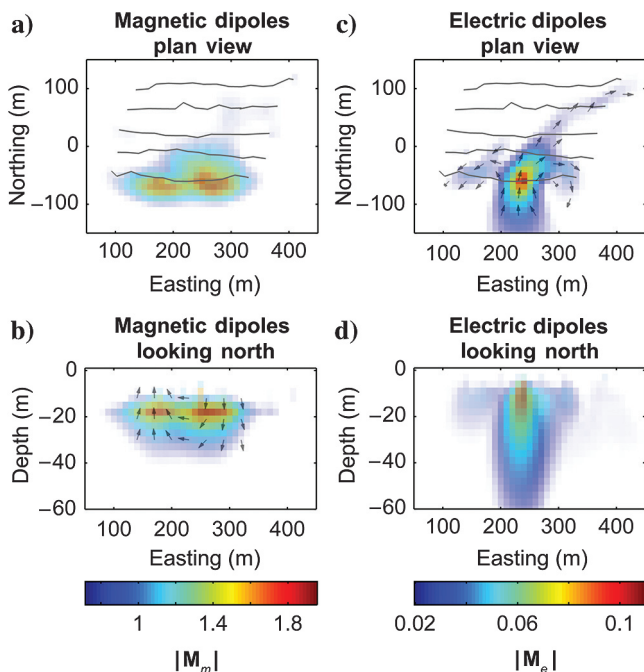 a)
Magnetic dipoles
plan view
100
0
−100
Northing (m)
100 200 300 400
Easting (m)
c)
Electric dipoles
plan view
100
0
−100
Northing (m)
100 200 300 400
Easting (m)
b)
Magnetic dipoles
looking north
0
−20
−40
−60
Depth (m)
100 200 300 400
Easting (m)
d)
Electric dipoles
looking north
0
−20
−40
−60
Depth (m)
100 200 300 400
Easting (m)
1 1.4 1.8
|Mm|
0.02 0.06 0.1
|Me|